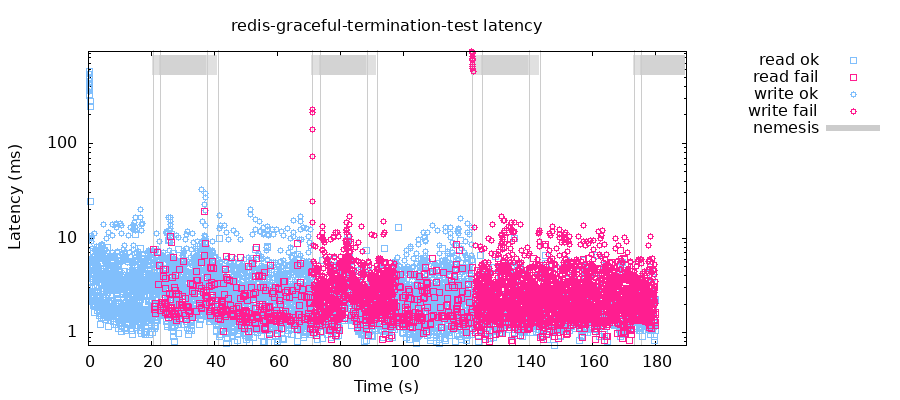 redis-graceful-termination-test latency
read ok
read fail
write ok
write fail
nemesis
Latency (ms)
100
10
1
0 20 40 60 80 100 120 140 160 180
Time (s)